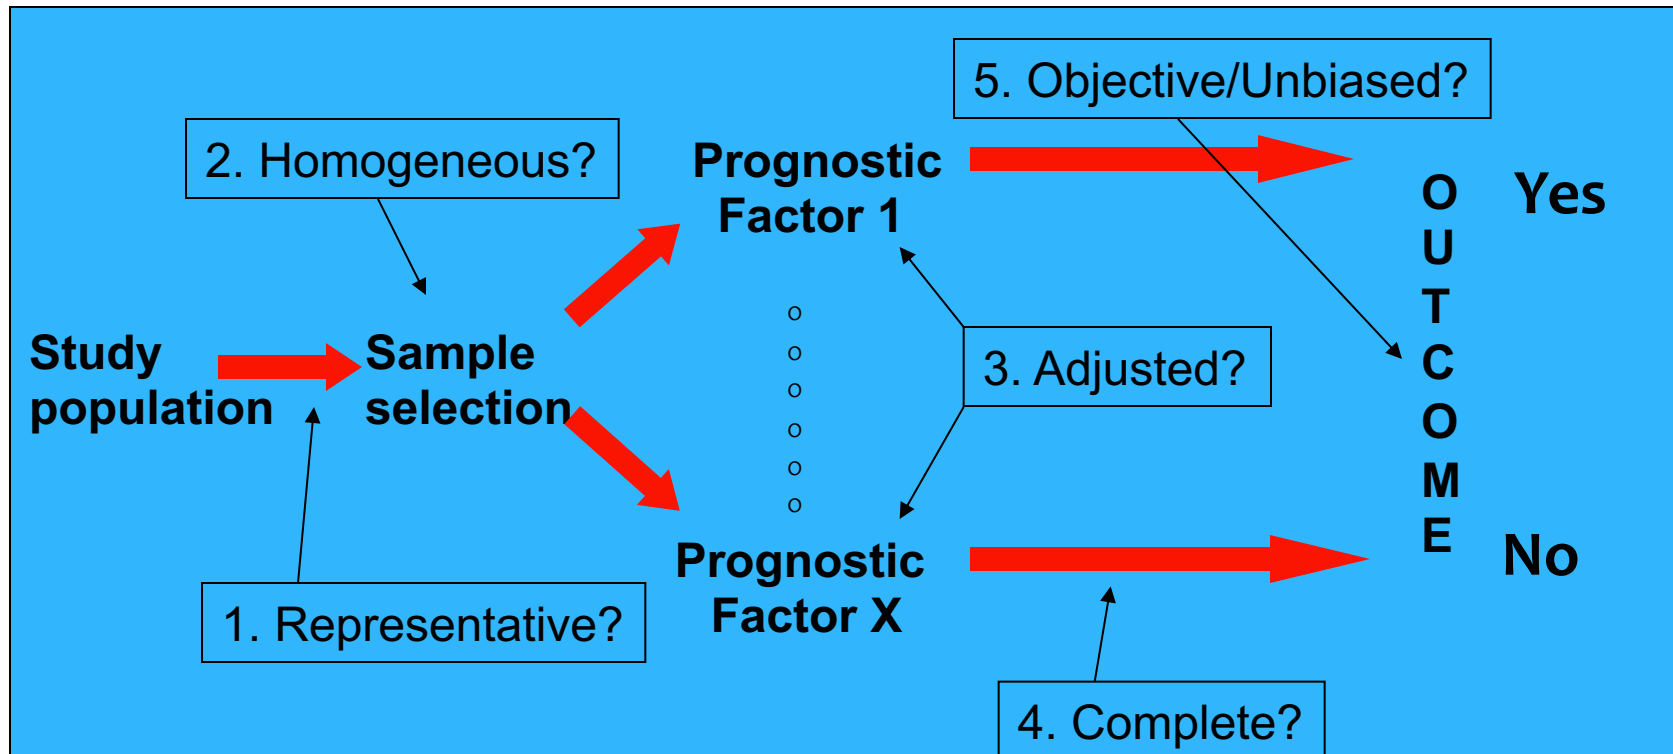 5. Objective/Unbiased?
2. Homogeneous?
Prognostic
Factor 1
O
U
T
C
O
M
E
Yes
Study
population
Sample
selection
o
o
o
o
o
o
3. Adjusted?
Prognostic
Factor X
No
1. Representative?
4. Complete?